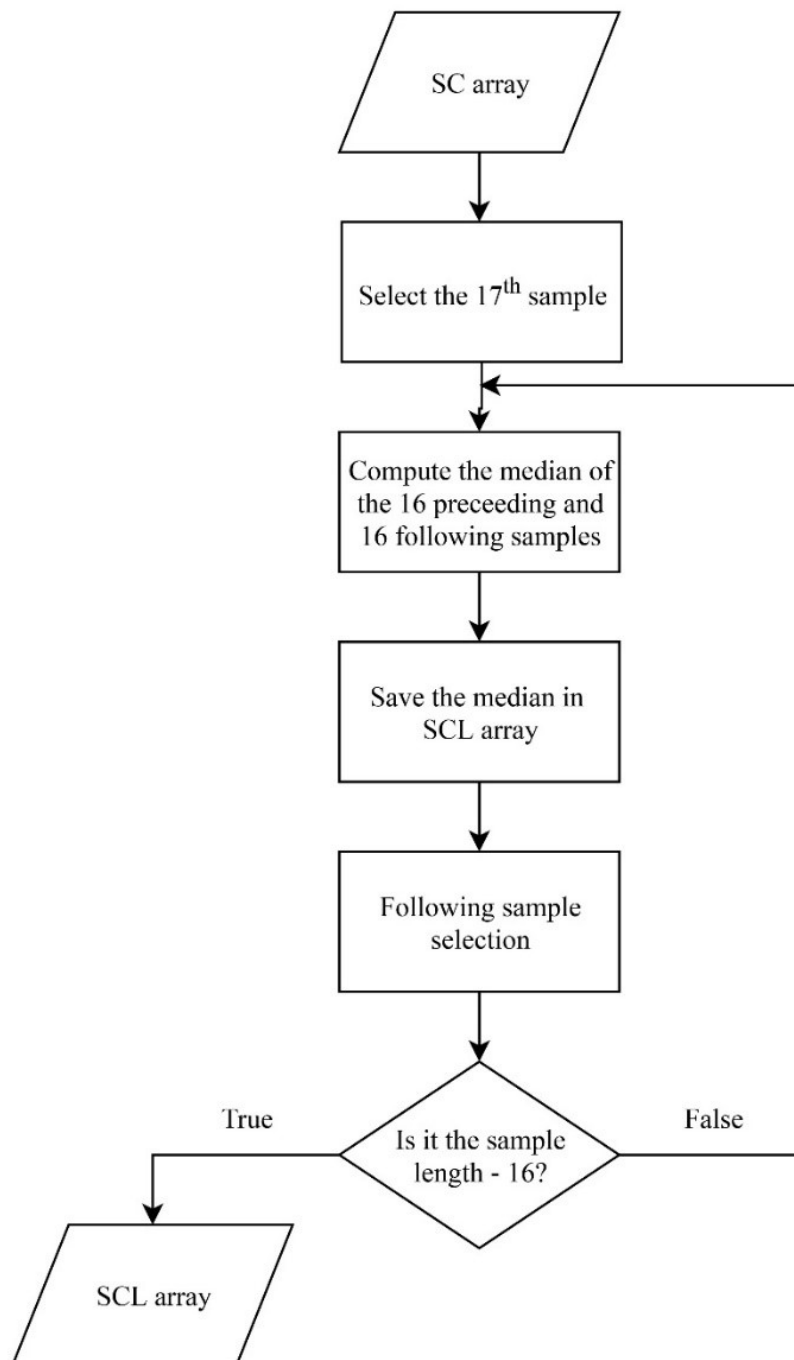 SC array
Select the 17th sample
Compute the median of
the 16 preceeding and
16 following samples
Save the median in
SCL array
Following sample
selection
True
False
Is it the sample
length - 16?
SCL array